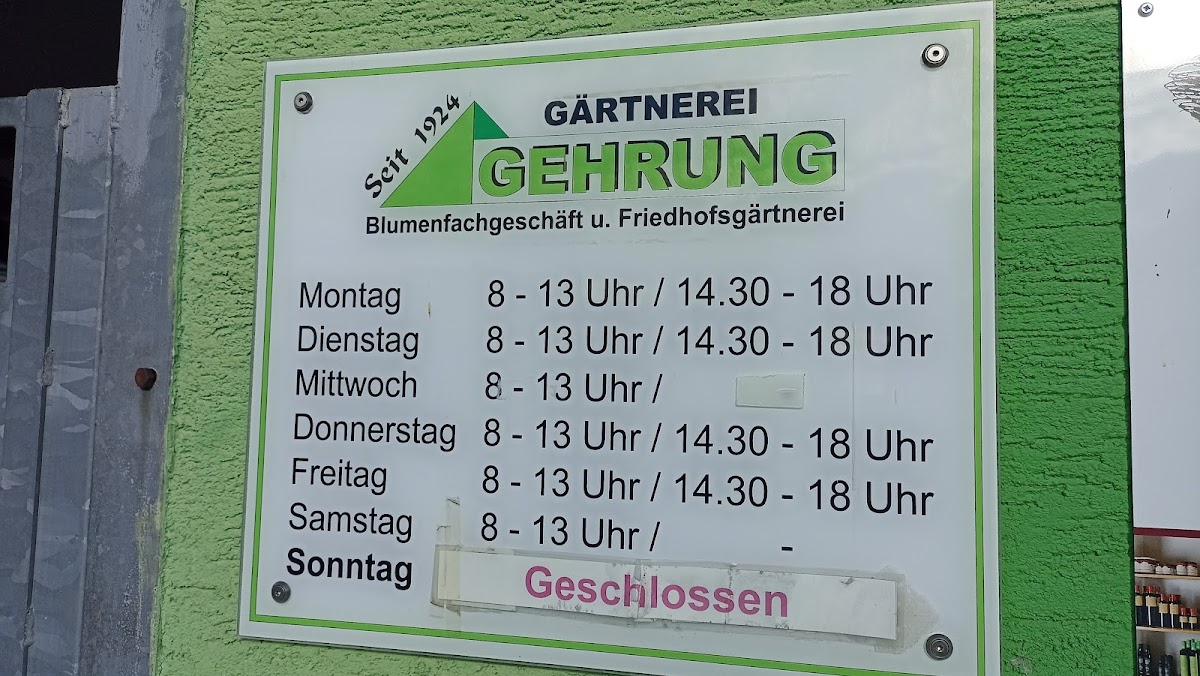 Seit 1924
GÄRTNEREI
GEHRUNG
Blumenfachgeschäft u. Friedhofsgärtnerei
Montag 8 - 13 Uhr / 14.30 - 18 Uhr
Dienstag 8 - 13 Uhr / 14.30 - 18 Uhr
Mittwoch 8 - 13 Uhr /
Donnerstag 8 - 13 Uhr / 14.30 - 18 Uhr
Freitag 8 - 13 Uhr / 14.30 - 18 Uhr
Samstag 8 - 13 Uhr / -
Sonntag Geschlossen